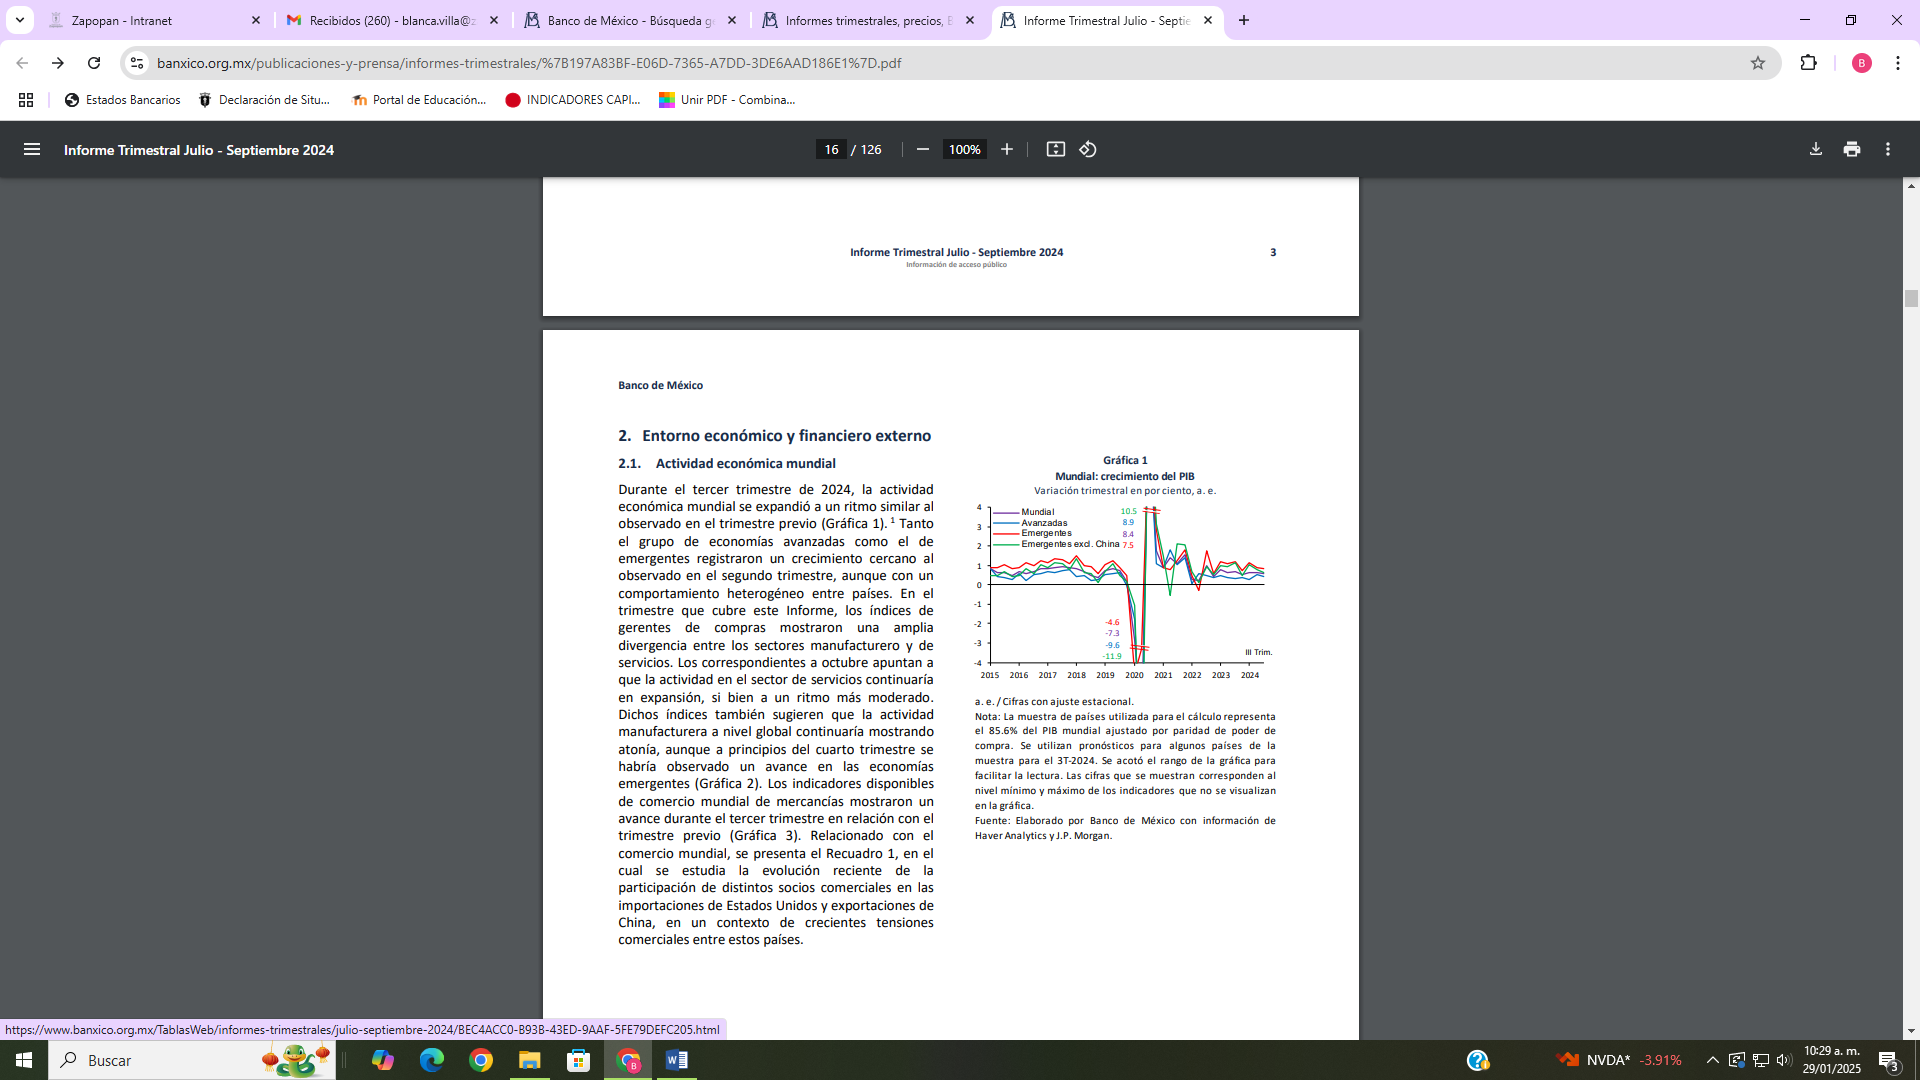 Zapopan - Intranet
Recibidos (260) - blanca.villa@z
Banco de México - Búsqueda g
Informes trimestrales, precios, B
Informe Trimestral Julio - Septie
banxico.org.mx/publicaciones-y-prensa/informes-trimestrales/%7B197A83BF-E06D-7365-A7DD-3DE6AAD186E1%7D.pdf
B
Estados Bancarios
Declaración de Situ...
Portal de Educación...
INDICADORES CAPI...
Unir PDF - Combina...
Informe Trimestral Julio - Septiembre 2024
16 / 126
100%
Informe Trimestral Julio - Septiembre 2024
3
Información de acceso público
Banco de México
2. Entorno económico y financiero externo
2.1. Actividad económica mundial
Durante el tercer trimestre de 2024, la actividad
económica mundial se expandió a un ritmo similar al
observado en el trimestre previo (Gráfica 1). 1 Tanto
el grupo de economías avanzadas como el de
emergentes registraron un crecimiento cercano al
observado en el segundo trimestre, aunque con un
comportamiento heterogéneo entre países. En el
trimestre que cubre este Informe, los índices de
gerentes de compras mostraron una amplia
divergencia entre los sectores manufacturero y de
servicios. Los correspondientes a octubre apuntan a
que la actividad en el sector de servicios continuaría
en expansión, si bien a un ritmo más moderado.
Dichos índices también sugieren que la actividad
manufacturera a nivel global continuaría mostrando
atonía, aunque a principios del cuarto trimestre se
habría observado un avance en las economías
emergentes (Gráfica 2). Los indicadores disponibles
de comercio mundial de mercancías mostraron un
avance durante el tercer trimestre en relación con el
trimestre previo (Gráfica 3). Relacionado con el
comercio mundial, se presenta el Recuadro 1, en el
cual se estudia la evolución reciente de la
participación de distintos socios comerciales en las
importaciones de Estados Unidos y exportaciones de
China, en un contexto de crecientes tensiones
comerciales entre estos países.
Gráfica 1
Mundial: crecimiento del PIB
Variación trimestral en por ciento, a. e.
4
3
2
1
0
-1
-2
-3
-4
Mundial
Avanzadas
Emergentes
Emergentes excl. China
10.5
8.9
8.4
7.5
-4.6
-7.3
-9.6
-11.9
III Trim.
2015 2016 2017 2018 2019 2020 2021 2022 2023 2024
a. e. / Cifras con ajuste estacional.
Nota: La muestra de países utilizada para el cálculo representa
el 85.6% del PIB mundial ajustado por paridad de poder de
compra. Se utilizan pronósticos para algunos países de la
muestra para el 3T-2024. Se acotó el rango de la gráfica para
facilitar la lectura. Las cifras que se muestran corresponden al
nivel mínimo y máximo de los indicadores que no se visualizan
en la gráfica.
Fuente: Elaborado por Banco de México con información de
Haver Analytics y J.P. Morgan.
https://www.banxico.org.mx/TablasWeb/informes-trimestrales/julio-septiembre-2024/BEC4ACC0-B93B-43ED-9AAF-5FE79DEFC205.html
Buscar
NVDA* -3.91%
10:29 a. m.
29/01/2025
3